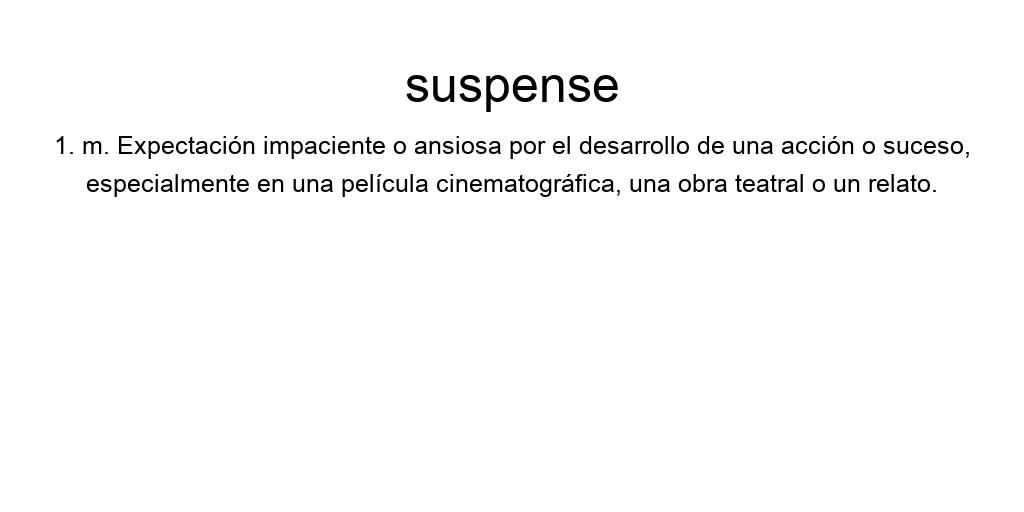 suspense
1. m. Expectación impaciente o ansiosa por el desarrollo de una acción o suceso,
especialmente en una película cinematográfica, una obra teatral o un relato.